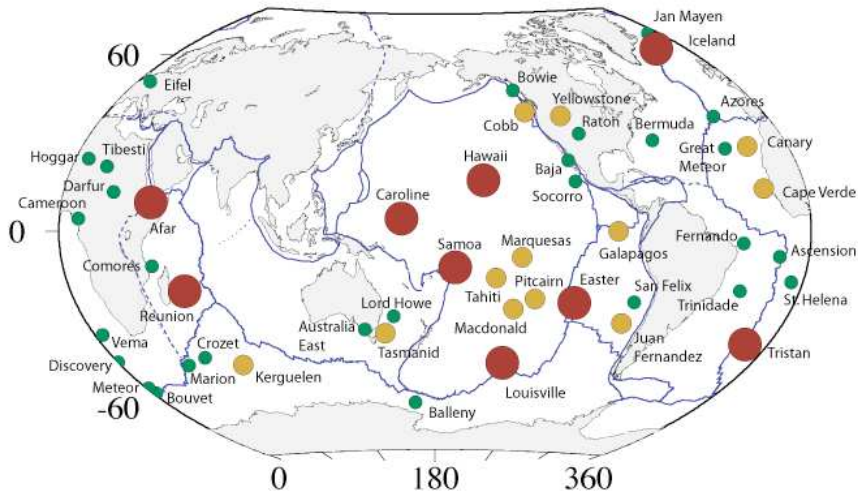 Jan Mayen
Iceland
60
Eifel
Bowie
Yellowstone
Azores
Cobb
Raton
Bermuda
Great
Meteor
Canary
Hoggar
Tibesti
Hawaii
Baja
Darfur
Caroline
Socorro
Cape Verde
Cameroon
0
Afar
Samoa
Marquesas
Galapagos
Fernando
Ascension
Comores
Pitcairn
Easter
San Felix
Tahiti
Reunion
Lord Howe
Trinidade
St. Helena
Macdonald
Australia
East
Vema
Crozet
Tasmanid
Juan
Fernandez
Tristan
Discovery
Marion
Kerguelen
Louisville
Meteor
Bouvet
-60
Balleny
0
180
360